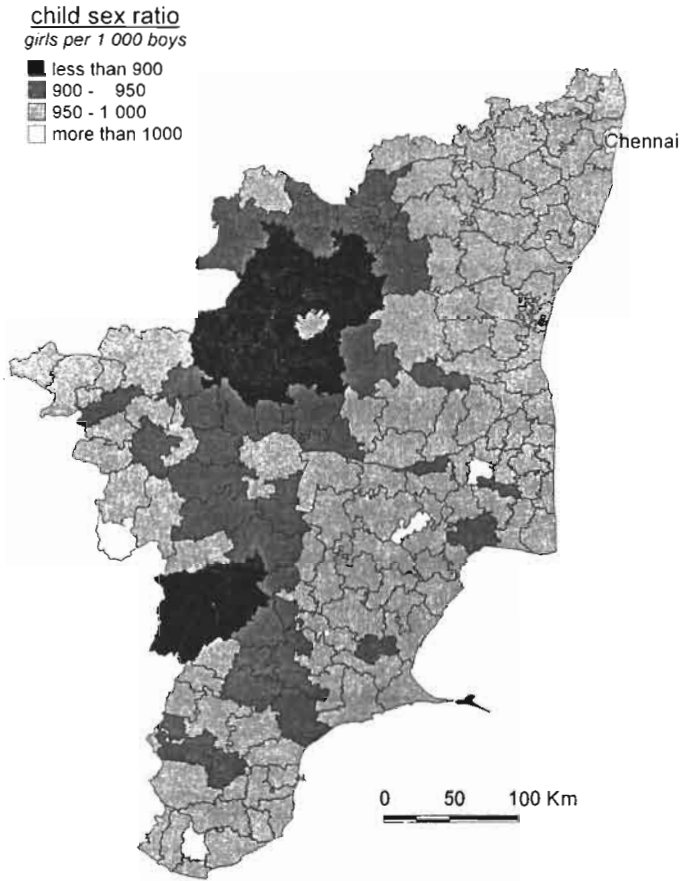 child sex ratio
girls per 1 000 boys
less than 900
900 - 950
950 - 1 000
more than 1000
Chennai
0 50 100 Km